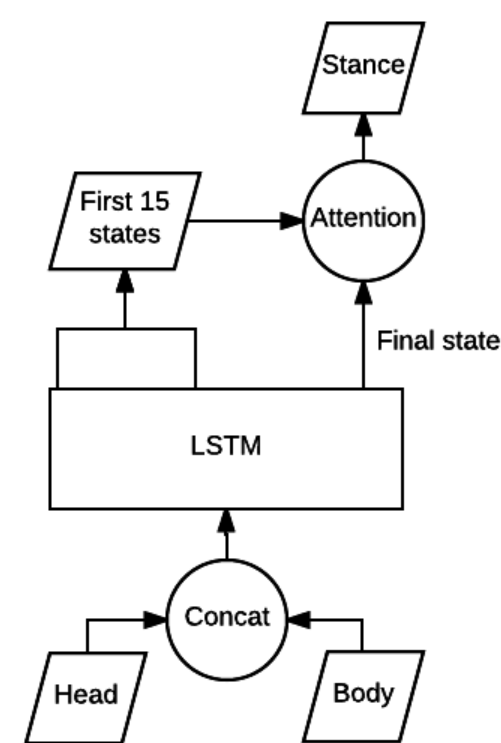 Stance
First 15
states
Attention
Final state
LSTM
Concat
Head
Body